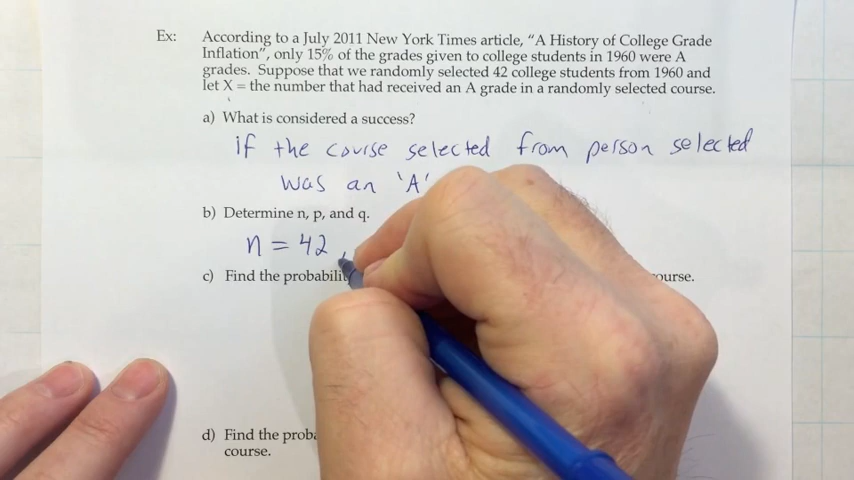 Ex: According to a July 2011 New York Times article, "A History of College Grade
Inflation", only 15% of the grades given to college students in 1960 were A
grades. Suppose that we randomly selected 42 college students from 1960 and
let X = the number that had received an A grade in a randomly selected course.
a) What is considered a success?
if the course selected from person selected
was an 'A'
b) Determine n, p, and q.
n = 42
c) Find the
d) Find the
course.